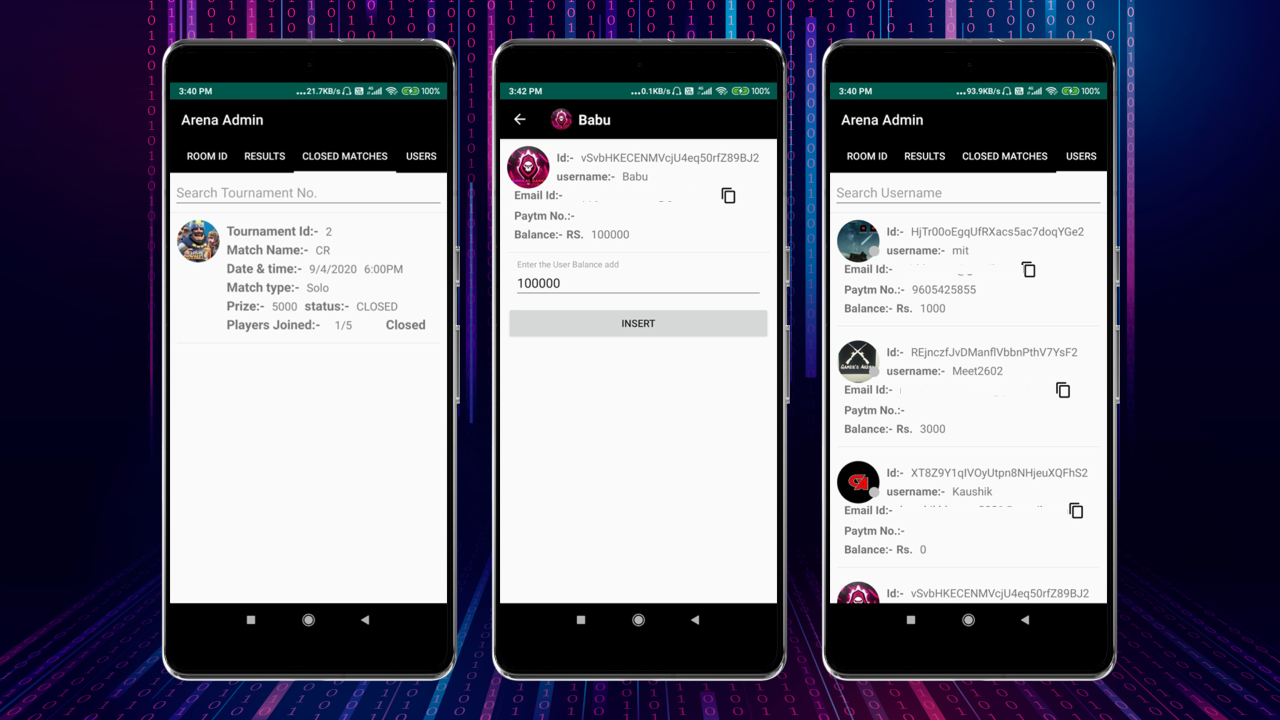 3:40 PM
...21.7KB/s
100%
Arena Admin
ROOM ID RESULTS CLOSED MATCHES USERS
Search Tournament No.
Tournament Id:- 2
Match Name:- CR
Date & time:- 9/4/2020 6:00PM
Match type:- Solo
Prize:- 5000 status:- CLOSED
Players Joined:- 1/5 Closed
3:42 PM
...0.1KB/s
100%
Babu
Id:- vSvbHKECENMVcjU4eq50rfZ89BJ2
username:- Babu
Email Id:-
Paytm No.:-
Balance:- RS. 100000
Enter the User Balance add
100000
INSERT
3:40 PM
...93.9KB/s
100%
Arena Admin
ROOM ID RESULTS CLOSED MATCHES USERS
Search Username
Id:- HjTr00oEgqUfRXacs5ac7doqYGe2
username:- mit
Email Id:-
Paytm No.:- 9605425855
Balance:- Rs. 1000
Id:- REjnczfJvDManflVbbnPthV7YsF2
username:- Meet2602
Email Id:-
Paytm No.:-
Balance:- Rs. 3000
Id:- XT8Z9Y1qIVOyUtpn8NHjeuXQFhS2
username:- Kaushik
Email Id:-
Paytm No.:-
Balance:- Rs. 0
Id:- vSvbHKECENMVcjU4eq50rfZ89BJ2